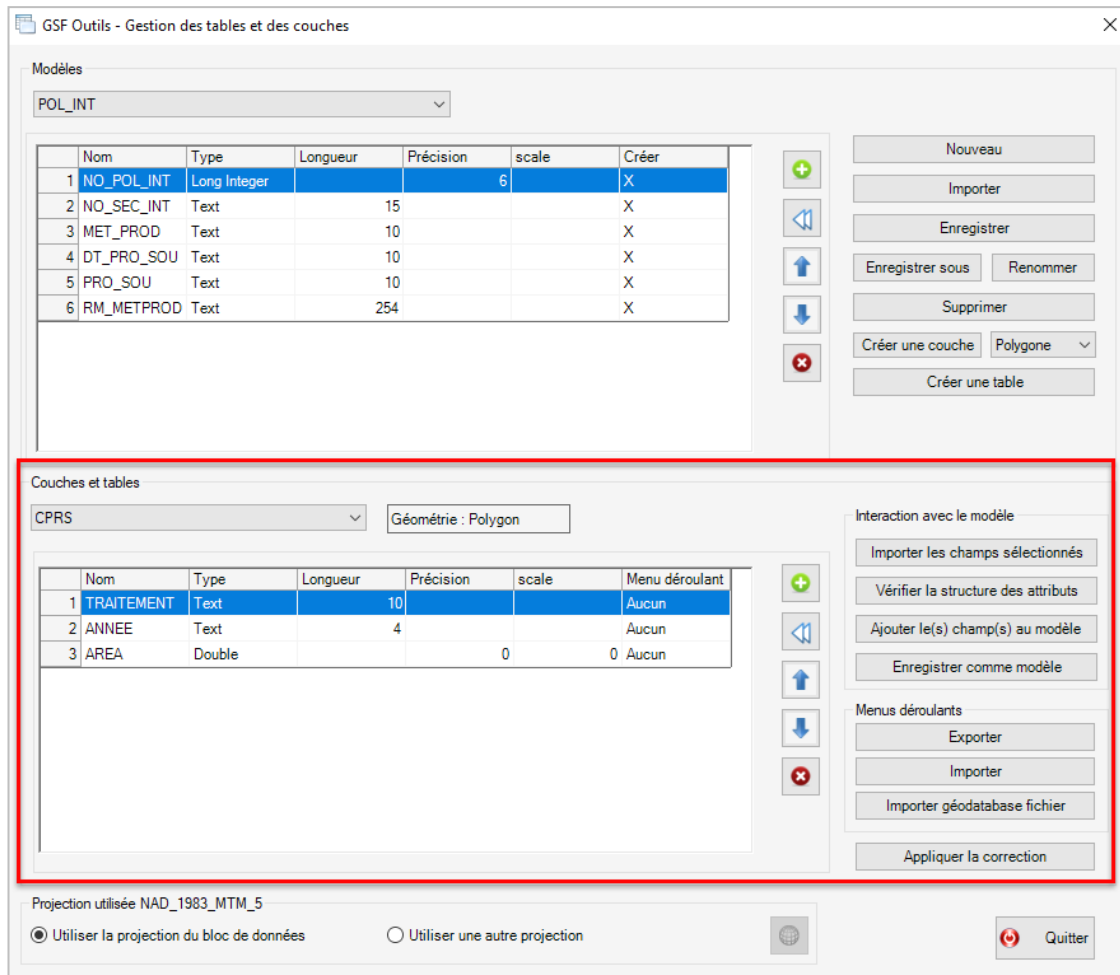 GSF Outils - Gestion des tables et des couches
Modèles
POL_INT
Nom Type Longueur Précision scale Créer
1 NO_POL_INT Long Integer 6 X
2 NO_SEC_INT Text 15 X
3 MET_PROD Text 10 X
4 DT_PRO_SOU Text 10 X
5 PRO_SOU Text 10 X
6 RM_METPROD Text 254 X
Nouveau
Importer
Enregistrer
Enregistrer sous Renommer
Supprimer
Créer une couche Polygone
Créer une table
Couches et tables
CPRS Géométrie : Polygon
Nom Type Longueur Précision scale Menu déroulant
1 TRAITEMENT Text 10 Aucun
2 ANNEE Text 4 Aucun
3 AREA Double 0 0 Aucun
Interaction avec le modèle
Importer les champs sélectionnés
Vérifier la structure des attributs
Ajouter le(s) champ(s) au modèle
Enregistrer comme modèle
Menus déroulants
Exporter
Importer
Importer géodatabase fichier
Appliquer la correction
Projection utilisée NAD_1983_MTM_5
Utiliser la projection du bloc de données Utiliser une autre projection
Quitter